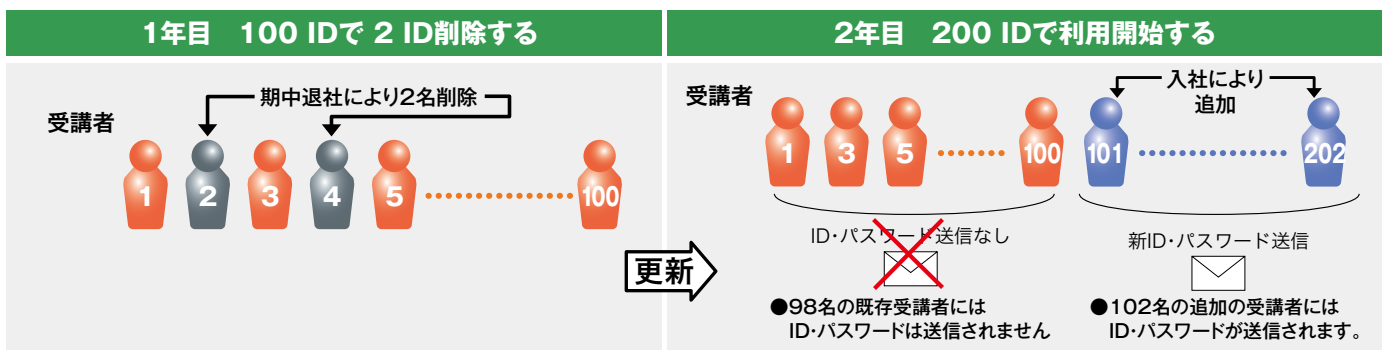 1年目　100 IDで 2 ID削除する
受講者
期中退社により2名削除
1
2
3
4
5
100
更新
2年目　200 IDで利用開始する
受講者
入社により
追加
1
3
5
100
101
202
ID・パスワード送信なし
新ID・パスワード送信
●98名の既存受講者には
ID・パスワードは送信されません
●102名の追加の受講者には
ID・パスワードが送信されます。